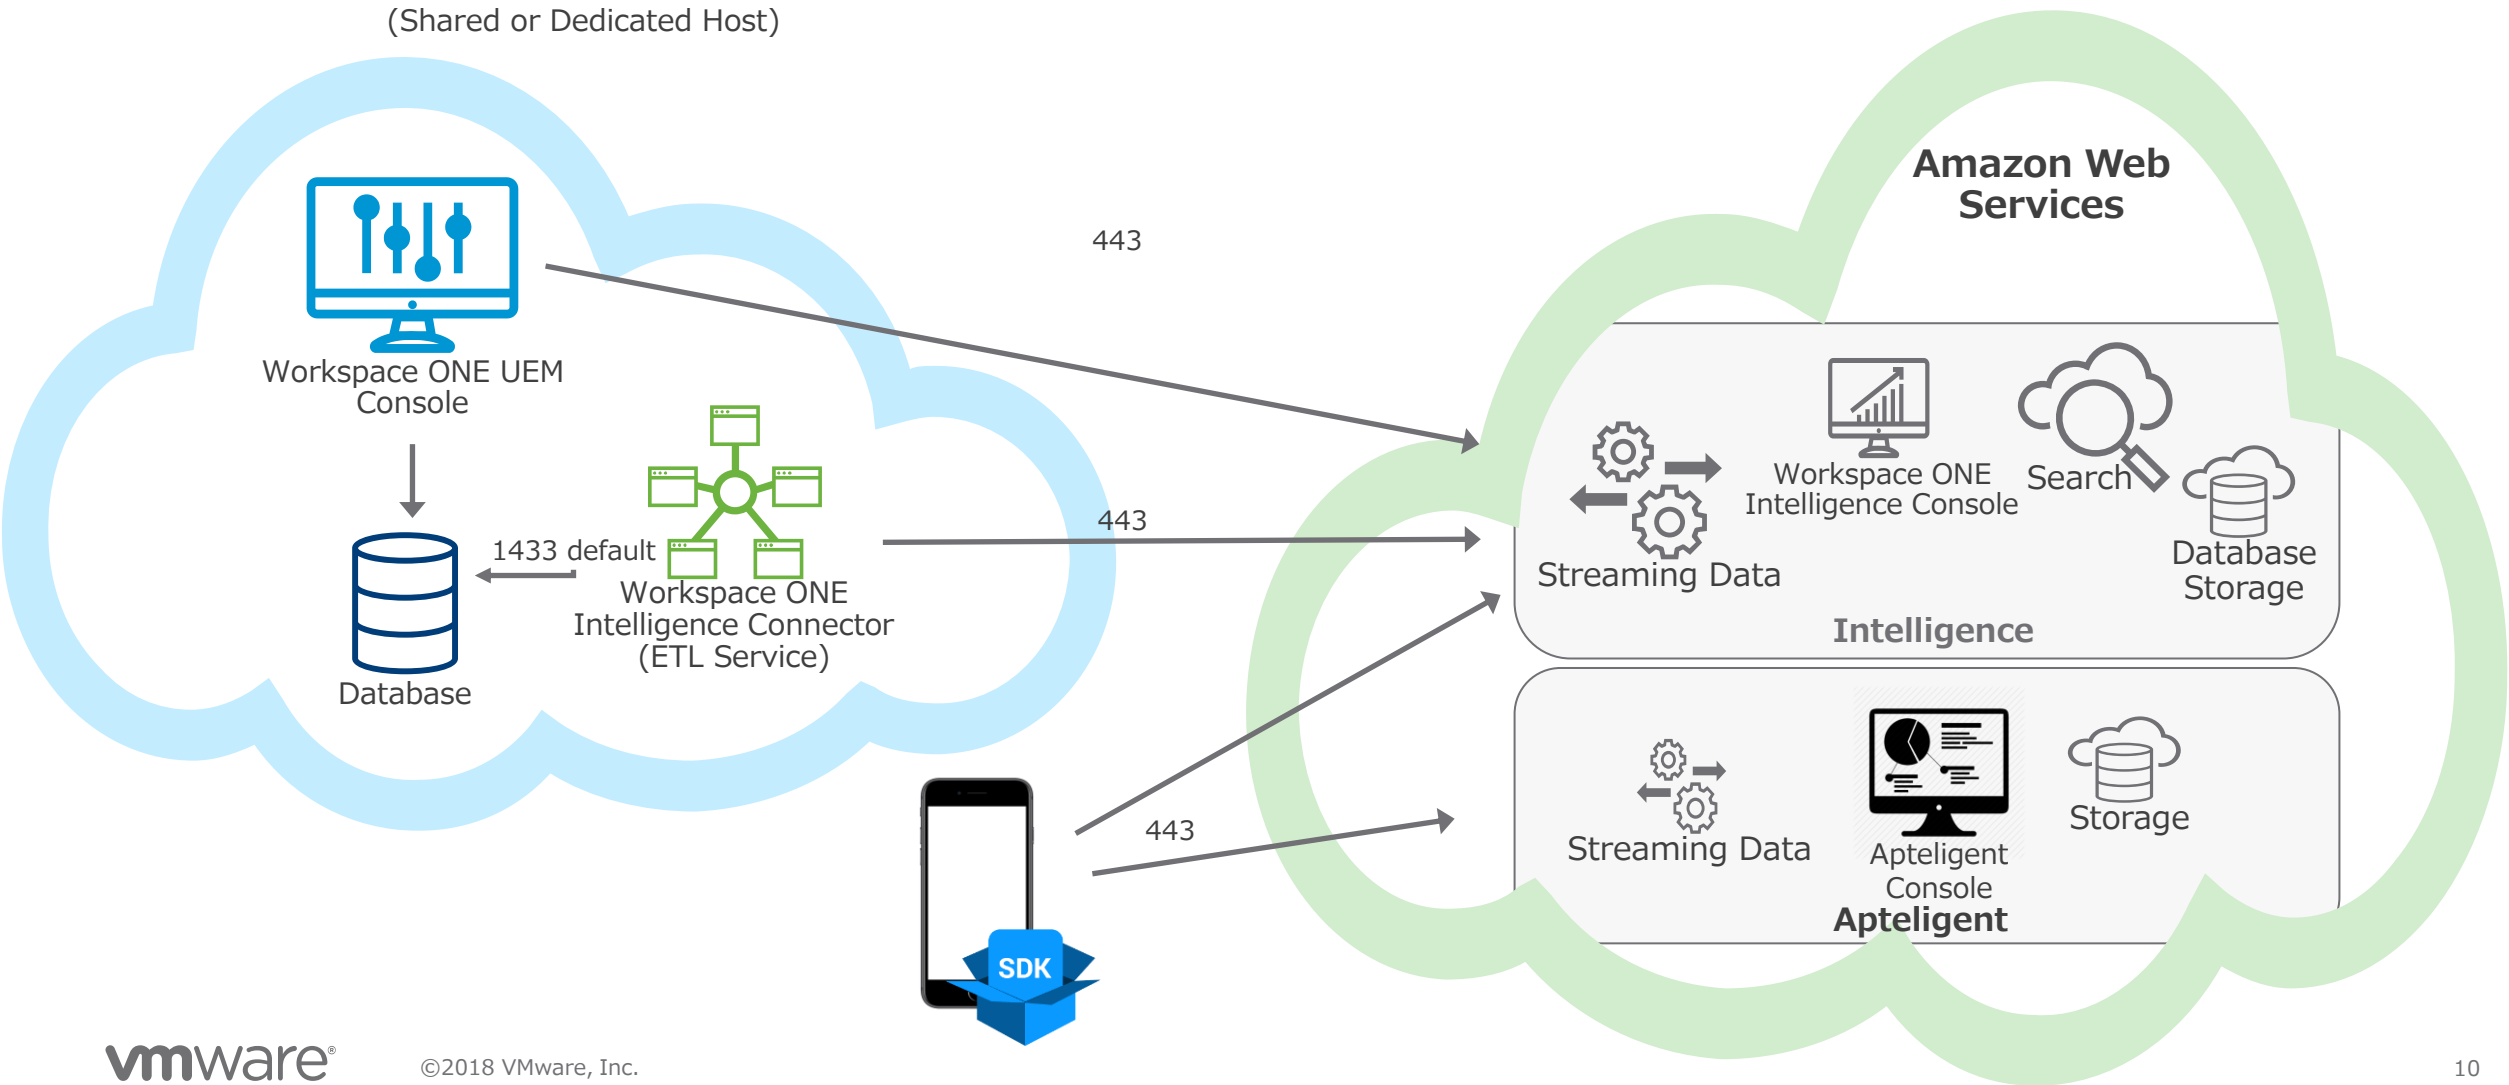 (Shared or Dedicated Host)
Amazon Web
Services
443
Workspace ONE UEM
Console
443
1433 default
Workspace ONE
Intelligence Connector
(ETL Service)
Database
Workspace ONE
Intelligence Console
Search
Streaming Data
Database
Storage
Intelligence
443
SDK
Streaming Data
Apteligent
Console
Storage
Apteligent
vmware®
©2018 VMware, Inc.
10